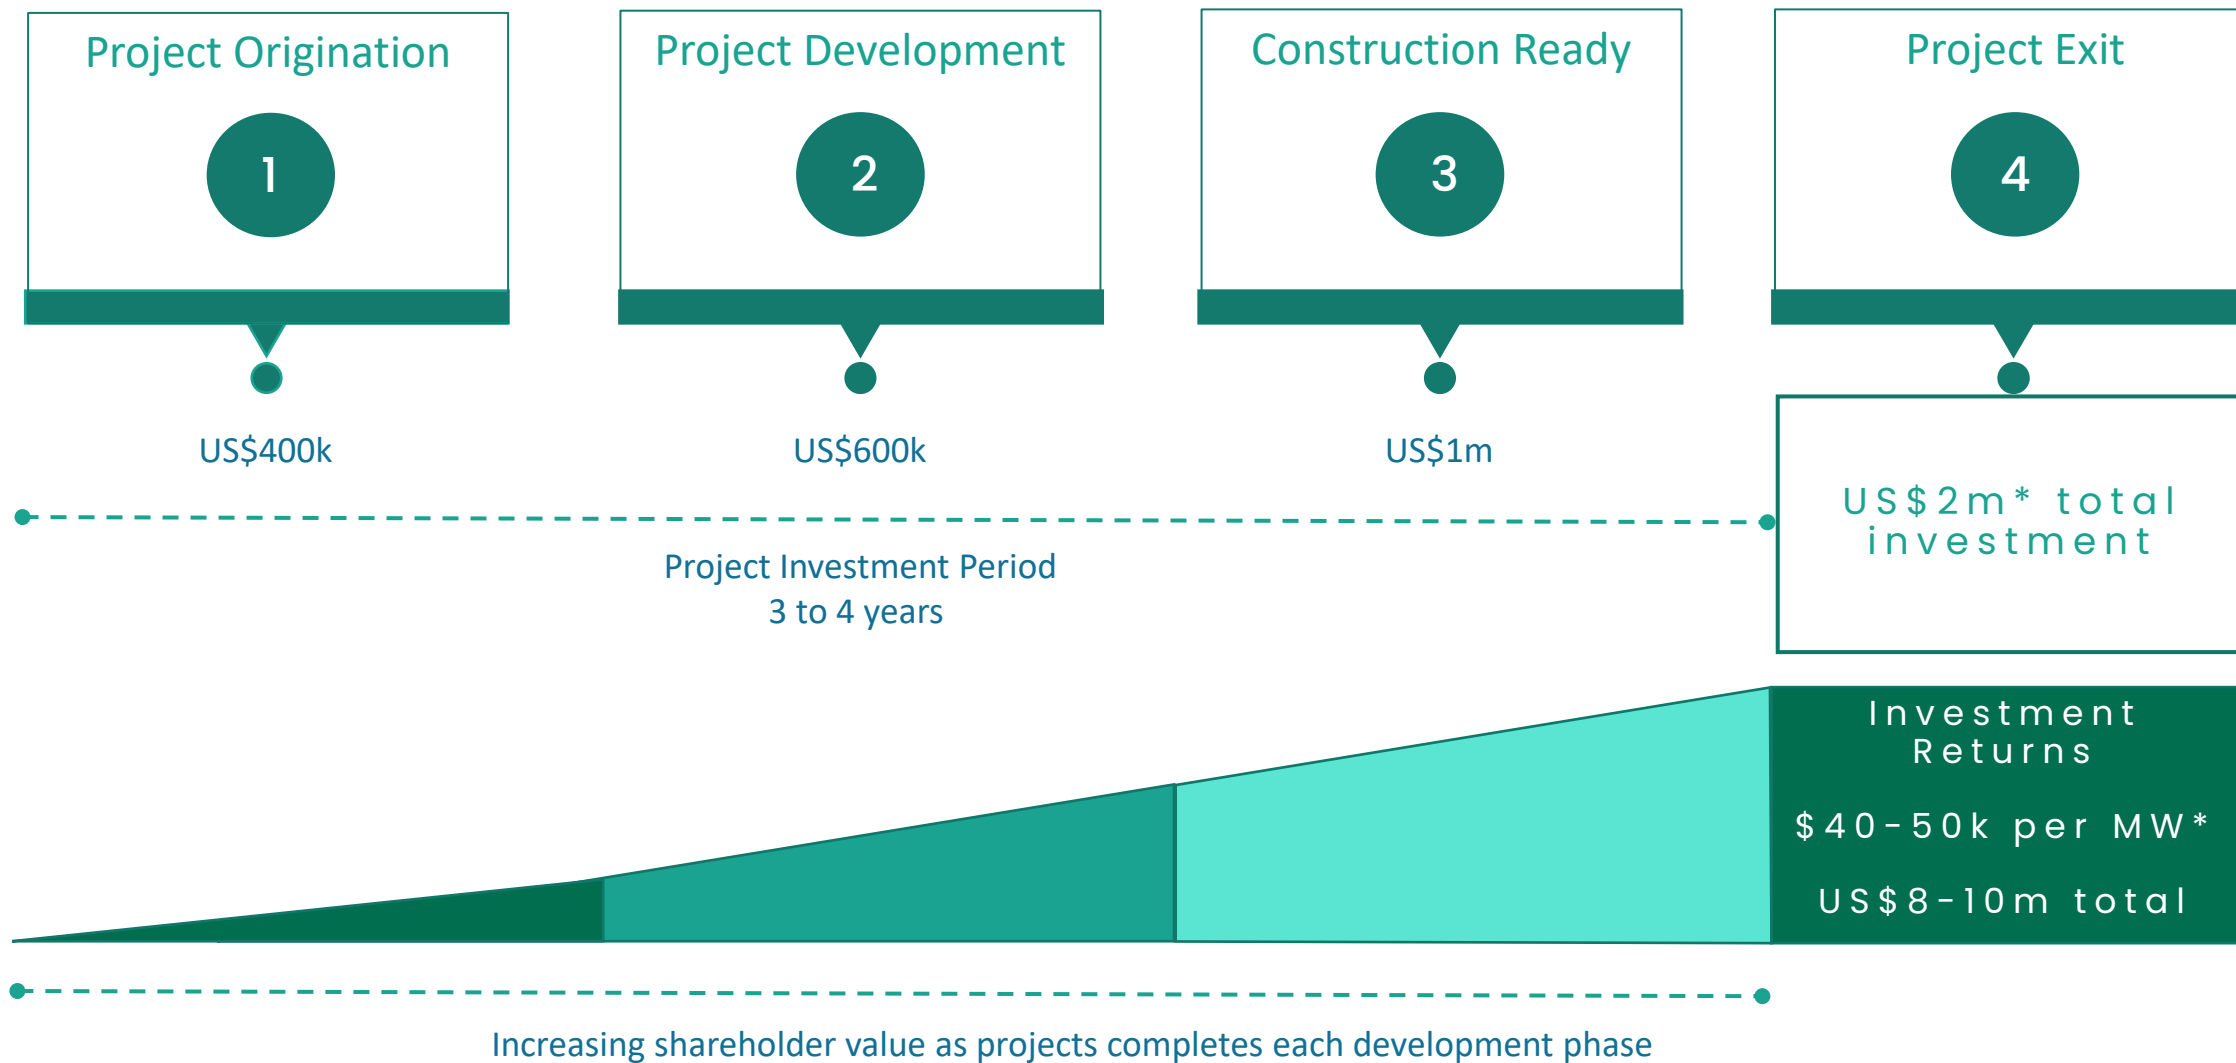 Project Origination
Project Development
Construction Ready
Project Exit
1
2
3
4
US$400k
US$600k
US$1m
US$2m* total
investment
Project Investment Period
3 to 4 years
Investment
Returns
$40-50k per MW*
US$8-10m total
Increasing shareholder value as projects completes each development phase